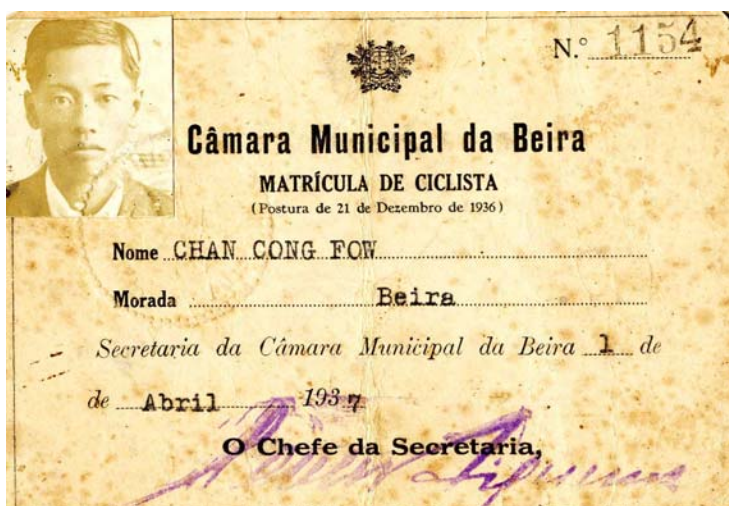 N.º 1154
Câmara Municipal da Beira
MATRÍCULA DE CICLISTA
(Postura de 21 de Dezembro de 1936)
Nome CHAN CONG FOW
Morada Beira
Secretaria da Câmara Municipal da Beira 1 de
de Abril 1937
O Chefe da Secretaria,